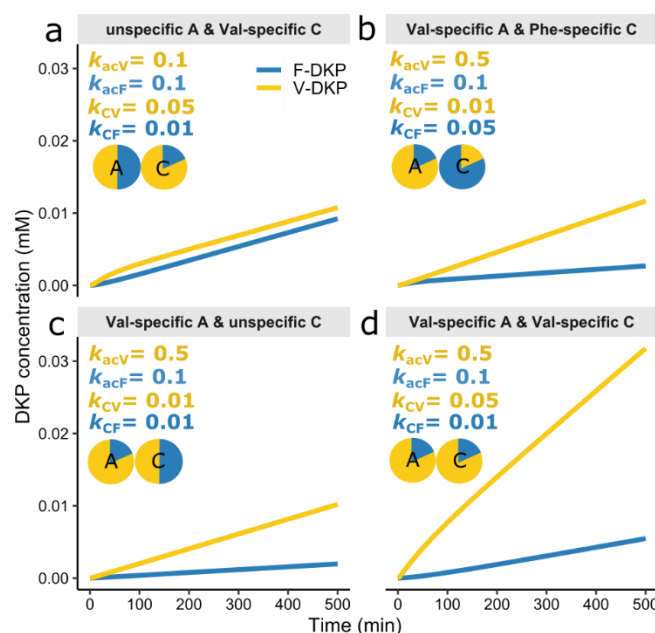 a
unspecific A & Val-specific C
kacV= 0.1
kacF= 0.1
kCV= 0.05
kCF= 0.01
A C
F-DKP
V-DKP
b
Val-specific A & Phe-specific C
kacV= 0.5
kacF= 0.1
kCV= 0.01
kCF= 0.05
A C
0.03
0.02
0.01
0.00
DKP concentration (mM)
c
Val-specific A & unspecific C
kacV= 0.5
kacF= 0.1
kCV= 0.01
kCF= 0.01
A C
d
Val-specific A & Val-specific C
kacV= 0.5
kacF= 0.1
kCV= 0.05
kCF= 0.01
A C
0.03
0.02
0.01
0.00
0 100 200 300 400 500
0 100 200 300 400 500
Time (min)